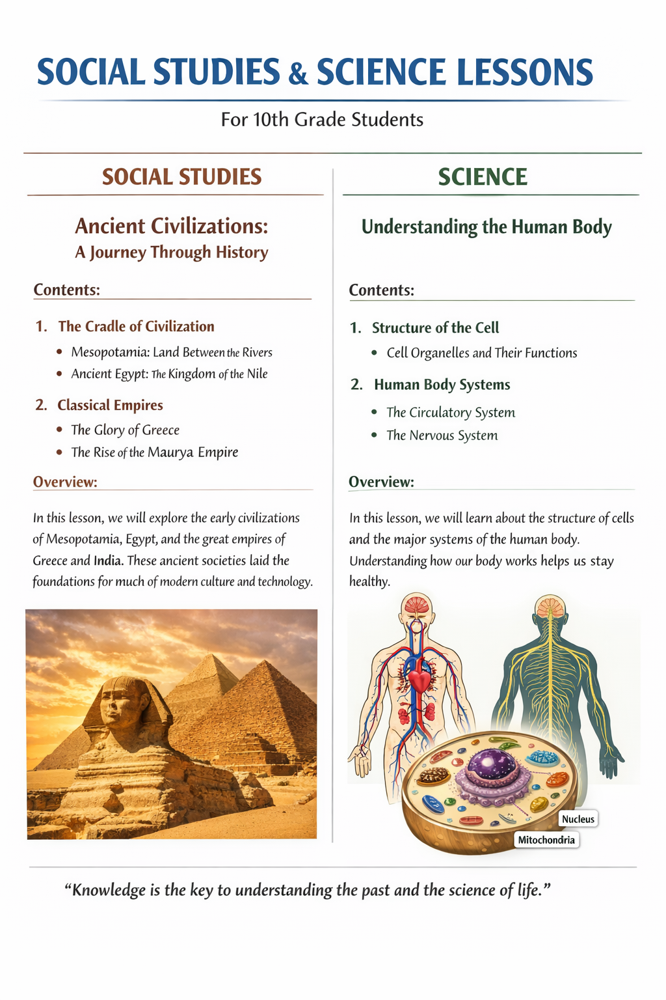 SOCIAL STUDIES & SCIENCE LESSONS
For 10th Grade Students
SOCIAL STUDIES
Ancient Civilizations:
A Journey Through History
Contents:
1. The Cradle of Civilization
• Mesopotamia: Land Between the Rivers
• Ancient Egypt: The Kingdom of the Nile
2. Classical Empires
• The Glory of Greece
• The Rise of the Maurya Empire
Overview:
In this lesson, we will explore the early civilizations
of Mesopotamia, Egypt, and the great empires of
Greece and India. These ancient societies laid the
foundations for much of modern culture and technology.
SCIENCE
Understanding the Human Body
Contents:
1. Structure of the Cell
• Cell Organelles and Their Functions
2. Human Body Systems
• The Circulatory System
• The Nervous System
Overview:
In this lesson, we will learn about the structure of cells
and the major systems of the human body.
Understanding how our body works helps us stay
healthy.
Nucleus
Mitochondria
“Knowledge is the key to understanding the past and the science of life.”